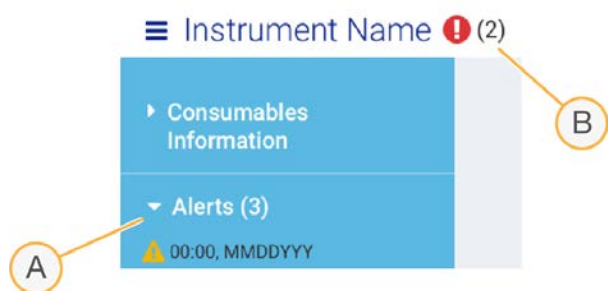 Instrument Name (2)
Consumables
Information
B
Alerts (3)
00:00, MMDDYYY
A